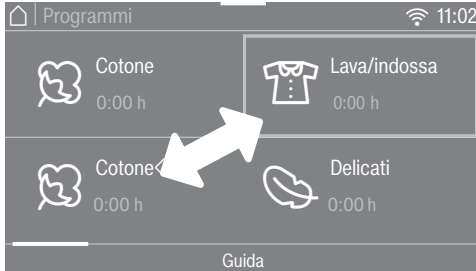 Programmi 11:02
Cotone
0:00 h
Lava/indossa
0:00 h
Cotone
0:00 h
Delicati
0:00 h
Guida